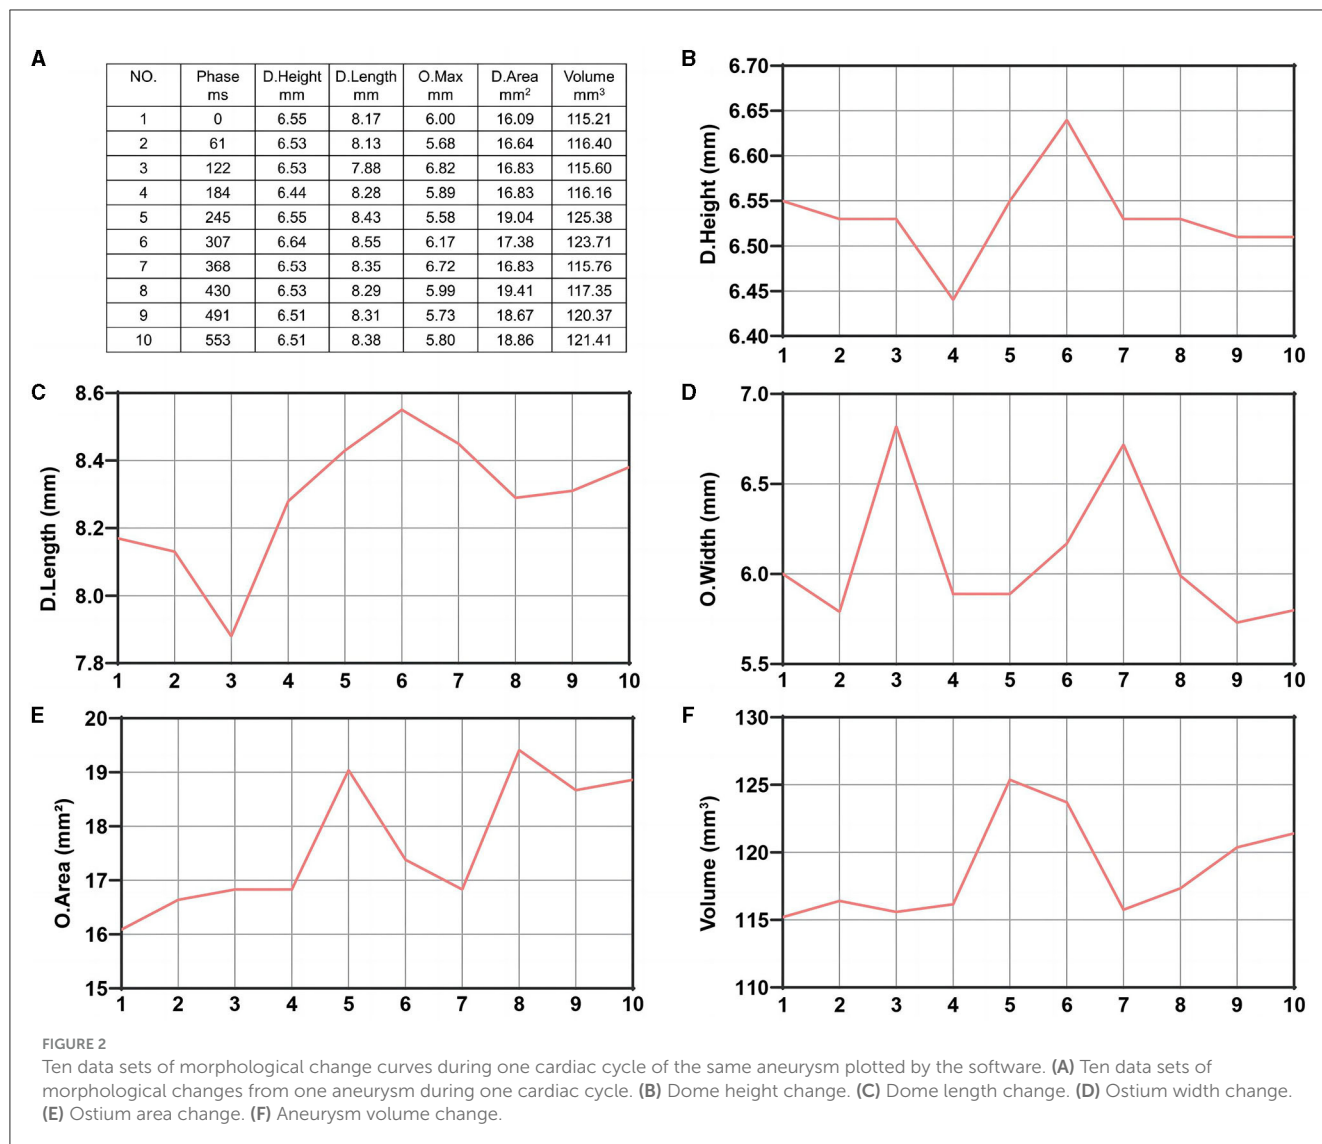 A
NO. Phase ms D.Height mm D.Length mm O.Max mm D.Area mm² Volume mm³
1 0 6.55 8.17 6.00 16.09 115.21
2 61 6.53 8.13 5.68 16.64 116.40
3 122 6.53 7.88 6.82 16.83 115.60
4 184 6.44 8.28 5.89 16.83 116.16
5 245 6.55 8.43 5.58 19.04 125.38
6 307 6.64 8.55 6.17 17.38 123.71
7 368 6.53 8.35 6.72 16.83 115.76
8 430 6.53 8.29 5.99 19.41 117.35
9 491 6.51 8.31 5.73 18.67 120.37
10 553 6.51 8.38 5.80 18.86 121.41
B
D.Height (mm)
6.70
6.65
6.60
6.55
6.50
6.45
6.40
1 2 3 4 5 6 7 8 9 10
C
D.Length (mm)
8.6
8.4
8.2
8.0
7.8
1 2 3 4 5 6 7 8 9 10
D
O.Width (mm)
7.0
6.5
6.0
5.5
1 2 3 4 5 6 7 8 9 10
E
O.Area (mm²)
20
19
18
17
16
15
1 2 3 4 5 6 7 8 9 10
F
Volume (mm³)
130
125
120
115
110
1 2 3 4 5 6 7 8 9 10
FIGURE 2
Ten data sets of morphological change curves during one cardiac cycle of the same aneurysm plotted by the software. (A) Ten data sets of
morphological changes from one aneurysm during one cardiac cycle. (B) Dome height change. (C) Dome length change. (D) Ostium width change.
(E) Ostium area change. (F) Aneurysm volume change.